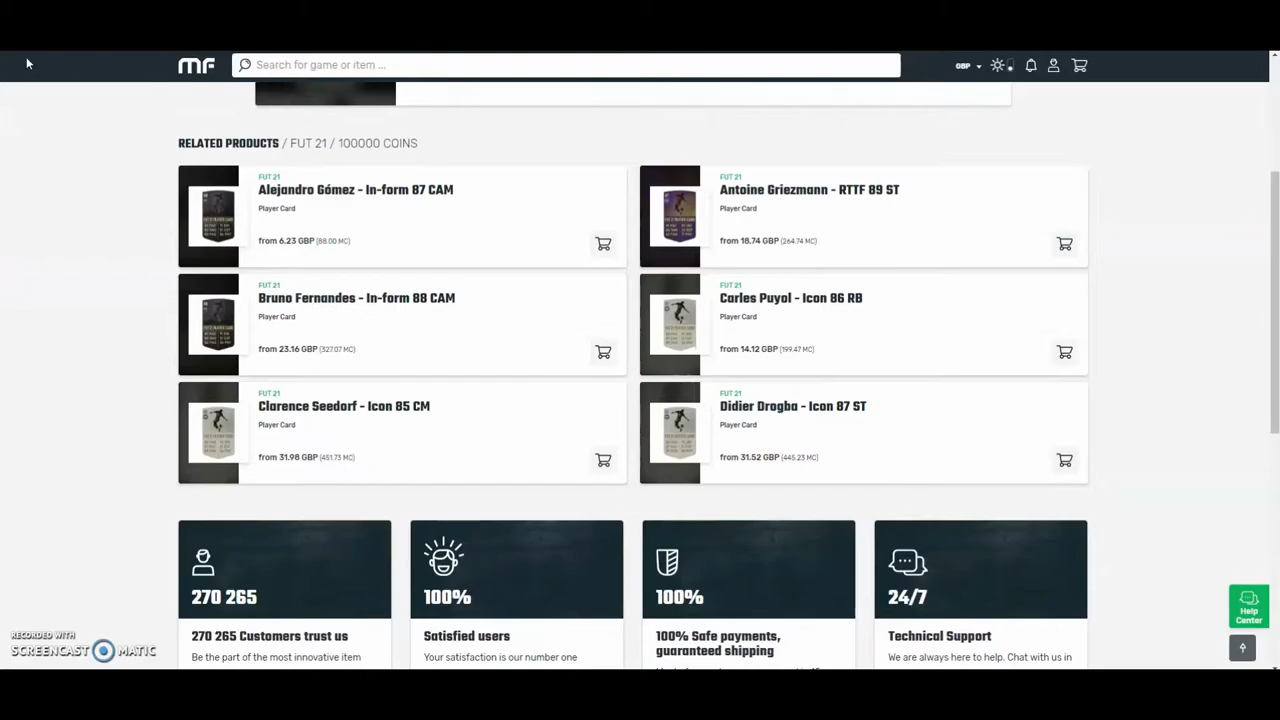 MF
Search for game or item ...
GBP
RELATED PRODUCTS / FUT 21 / 100000 COINS
FUT 21
Alejandro Gómez - In-form 87 CAM
Player Card
from 6.23 GBP (88.00 MC)
FUT 21
Antoine Griezmann - RTTF 89 ST
Player Card
from 18.74 GBP (264.74 MC)
FUT 21
Bruno Fernandes - In-form 88 CAM
Player Card
from 23.16 GBP (327.07 MC)
FUT 21
Carles Puyol - Icon 86 RB
Player Card
from 14.12 GBP (199.47 MC)
FUT 21
Clarence Seedorf - Icon 85 CM
Player Card
from 31.98 GBP (451.73 MC)
FUT 21
Didier Drogba - Icon 87 ST
Player Card
from 31.52 GBP (445.23 MC)
270 265
270 265 Customers trust us
Be the part of the most innovative item
100%
Satisfied users
Your satisfaction is our number one
100%
100% Safe payments,
guaranteed shipping
24/7
Technical Support
We are always here to help. Chat with us in
Help
Center
RECORDED WITH
SCREENCAST MATIC